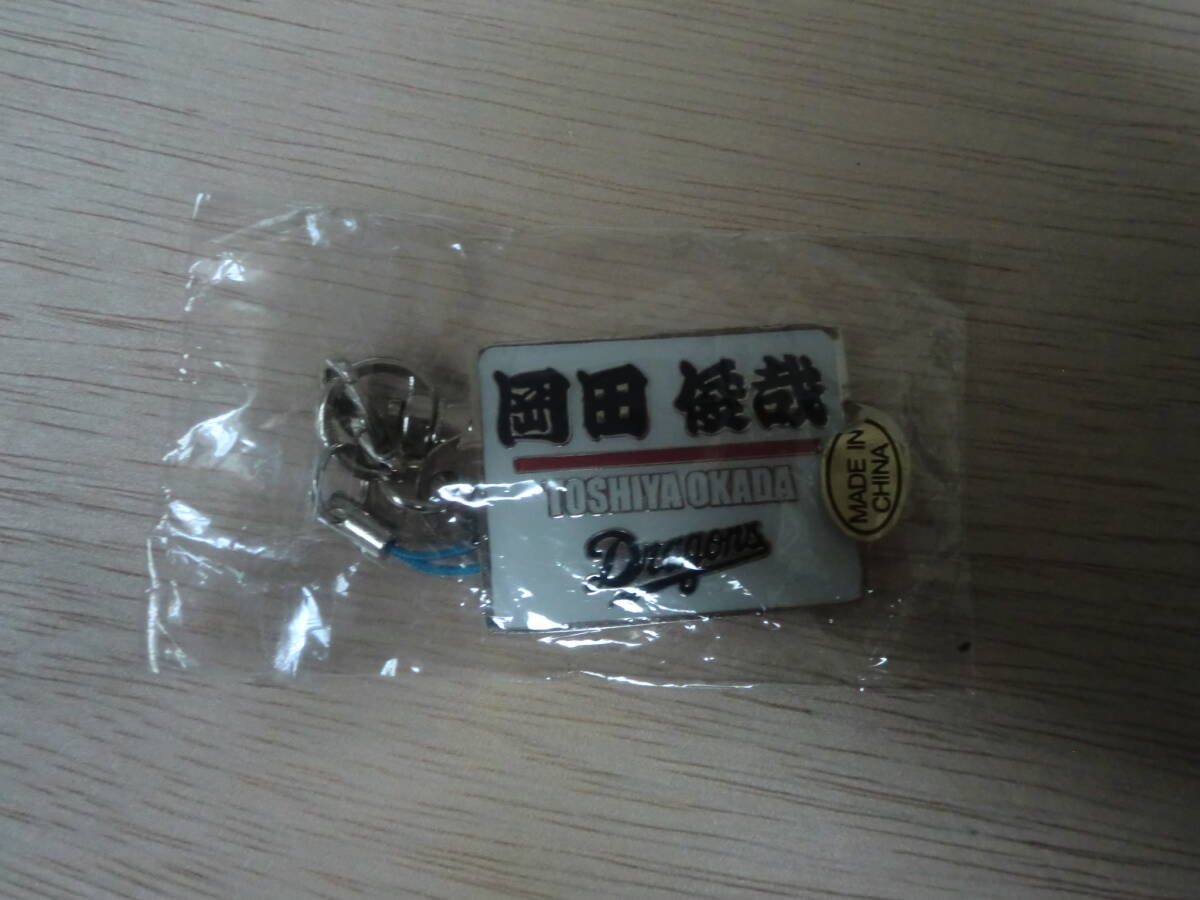 岡田 俊哉
TOSHIYA OKADA
Dragons
MADE IN
CHINA